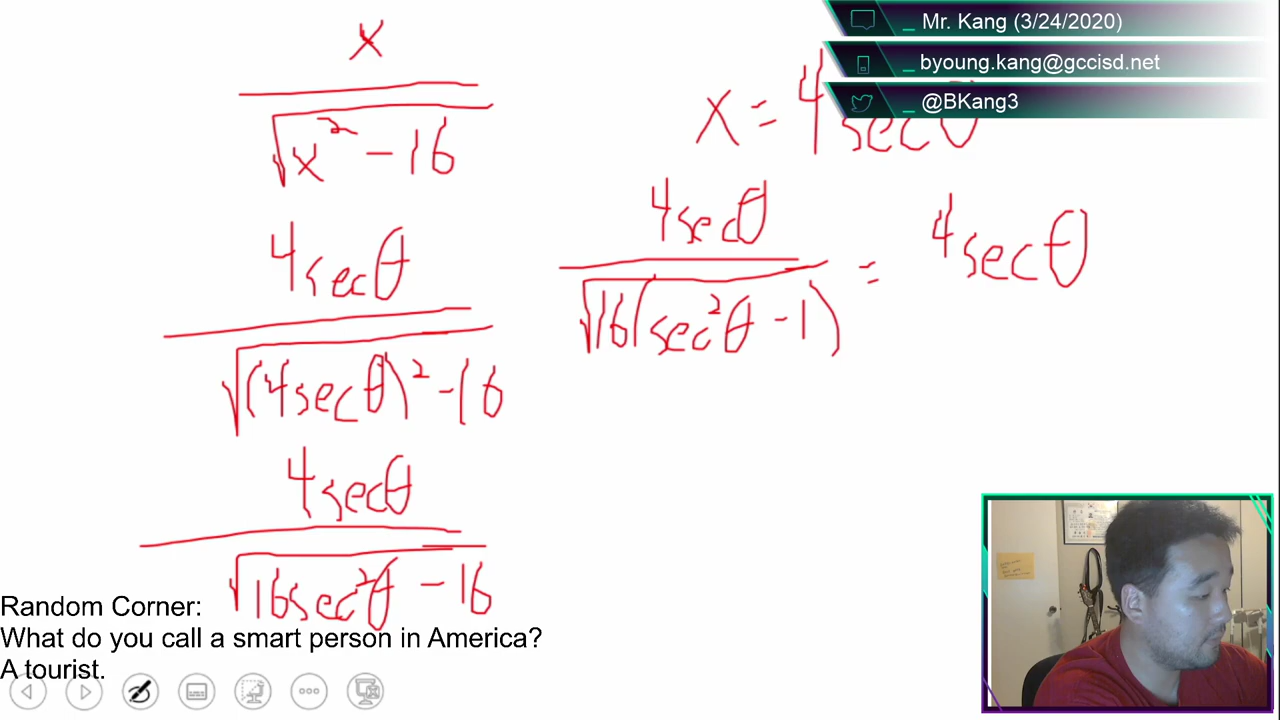 Mr. Kang (3/24/2020)
byoung.kang@gccisd.net
@BKang3
x
√x² - 16
4secθ
√(4secθ)² - 16
4secθ
√16sec²θ - 16
x = 4secθ
4secθ
√16(sec²θ - 1)
= 4secθ
Random Corner:
What do you call a smart person in America?
A tourist.